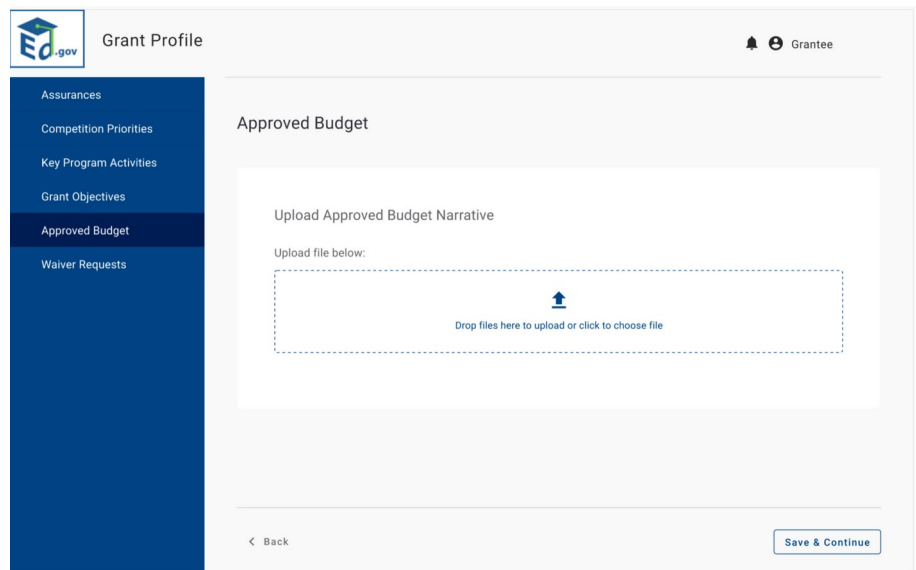 Ed.gov
Grant Profile
Grantee
Assurances
Competition Priorities
Key Program Activities
Grant Objectives
Approved Budget
Waiver Requests
Approved Budget
Upload Approved Budget Narrative
Upload file below:
Drop files here to upload or click to choose file
Back
Save & Continue